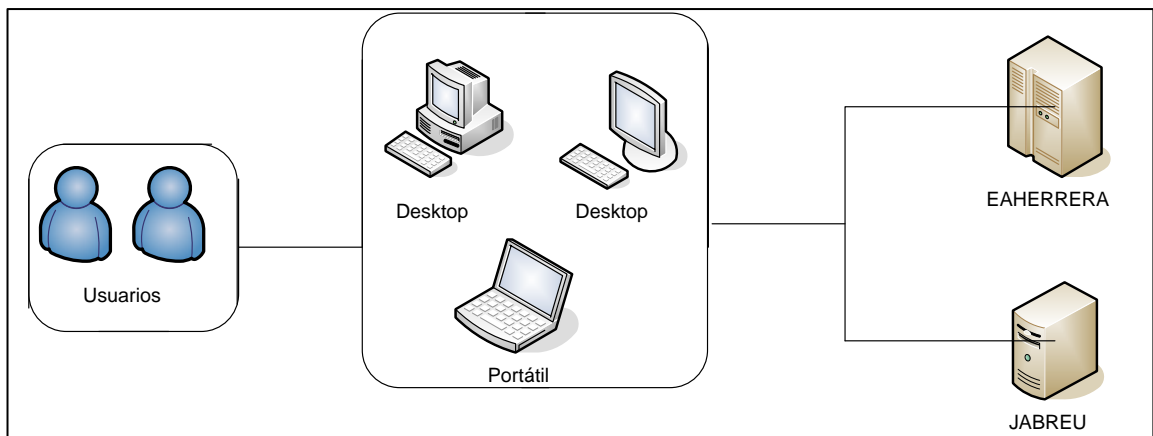 Usuarios
Desktop
Desktop
Portátil
EAHERRERA
JABREU